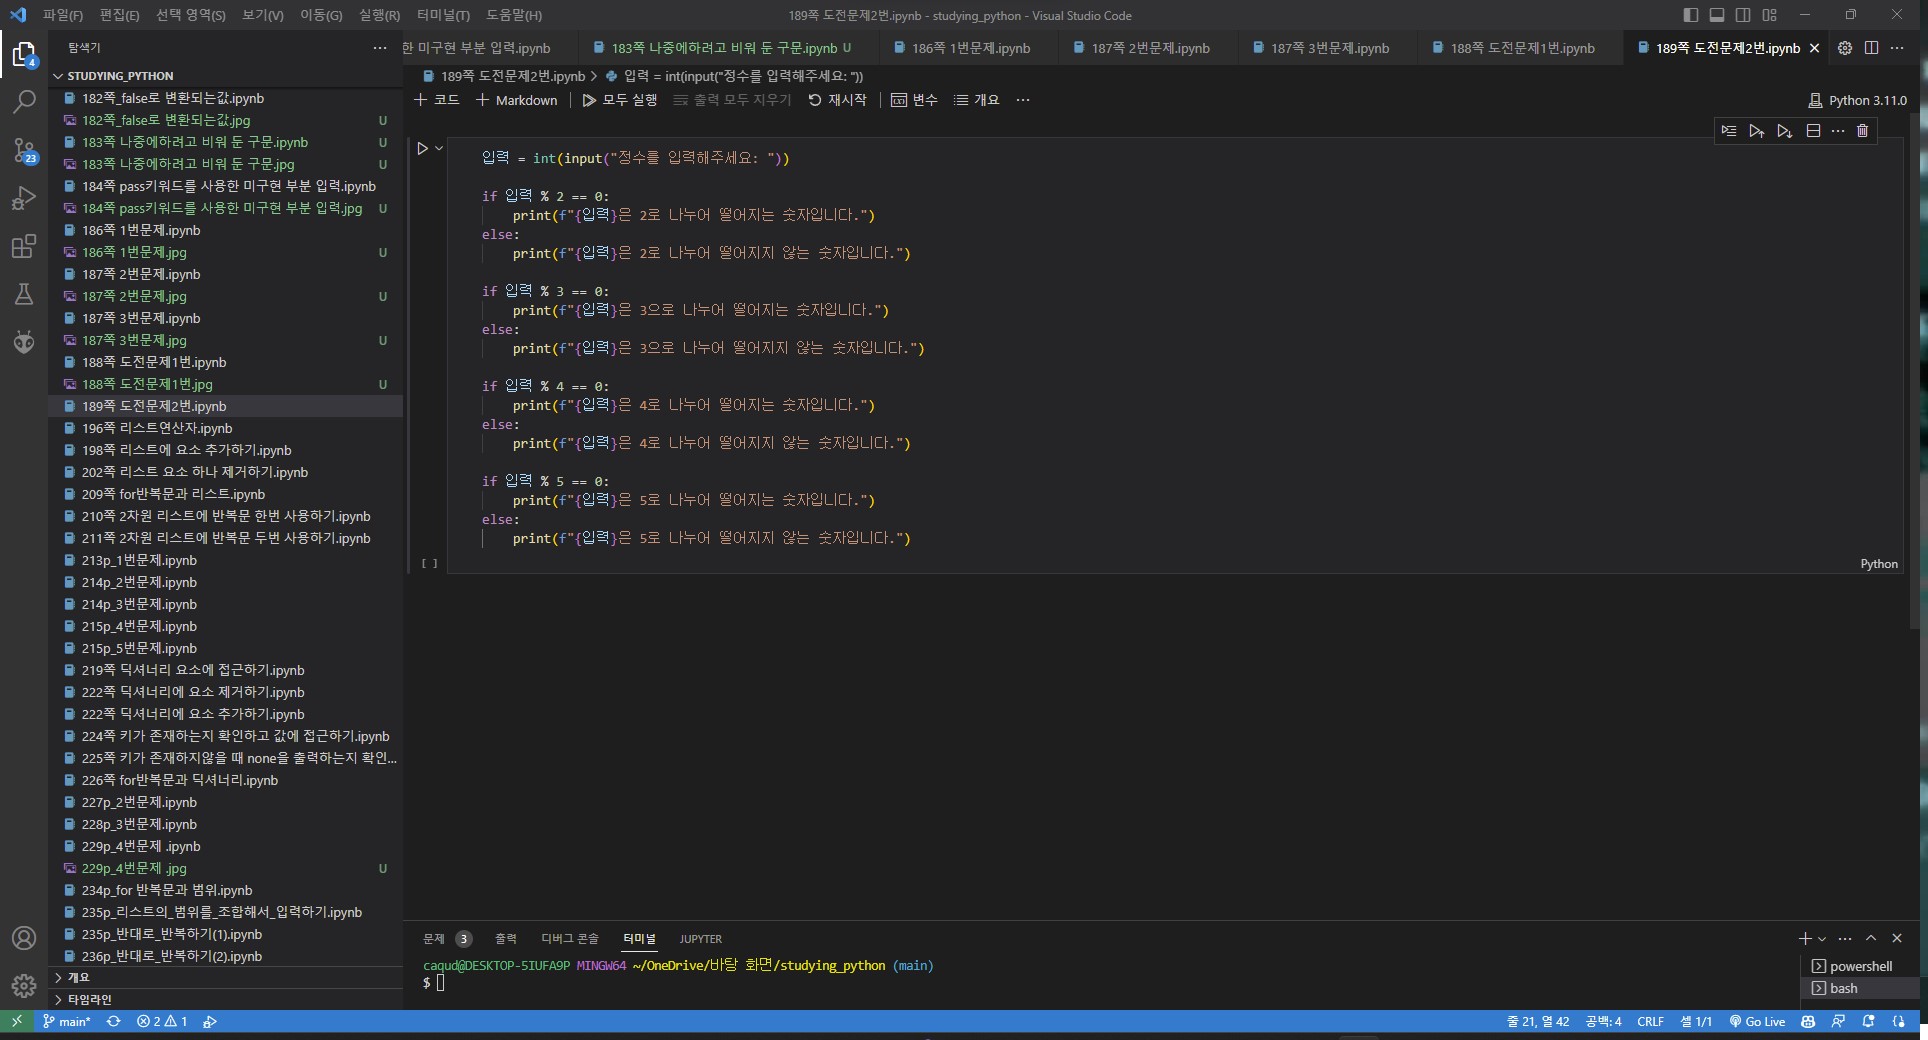 파일(F) 편집(E) 선택 영역(S) 보기(V) 이동(G) 실행(R) 터미널(T) 도움말(H)
189쪽 도전문제2번.ipynb - studying_python - Visual Studio Code
탐색기
STUDYING_PYTHON
182쪽_false로 변환되는값.ipynb
182쪽_false로 변환되는값.jpg U
183쪽 나중에하려고 비워 둔 구문.ipynb U
183쪽 나중에하려고 비워 둔 구문.jpg U
184쪽 pass키워드를 사용한 미구현 부분 입력.ipynb
184쪽 pass키워드를 사용한 미구현 부분 입력.jpg U
186쪽 1번문제.ipynb
186쪽 1번문제.jpg U
187쪽 2번문제.ipynb
187쪽 2번문제.jpg U
187쪽 3번문제.ipynb
187쪽 3번문제.jpg U
188쪽 도전문제1번.ipynb
188쪽 도전문제1번.jpg U
189쪽 도전문제2번.ipynb
196쪽 리스트연산자.ipynb
198쪽 리스트에 요소 추가하기.ipynb
202쪽 리스트 요소 하나 제거하기.ipynb
209쪽 for반복문과 리스트.ipynb
210쪽 2차원 리스트에 반복문 한번 사용하기.ipynb
211쪽 2차원 리스트에 반복문 두번 사용하기.ipynb
213p_1번문제.ipynb
214p_2번문제.ipynb
214p_3번문제.ipynb
215p_4번문제.ipynb
215p_5번문제.ipynb
219쪽 딕셔너리 요소에 접근하기.ipynb
222쪽 딕셔너리에 요소 제거하기.ipynb
222쪽 딕셔너리에 요소 추가하기.ipynb
224쪽 키가 존재하는지 확인하고 값에 접근하기.ipynb
225쪽 키가 존재하지않을 때 none을 출력하는지 확인...
226쪽 for반복문과 딕셔너리.ipynb
227p_2번문제.ipynb
228p_3번문제.ipynb
229p_4번문제 .ipynb
229p_4번문제 .jpg U
234p_for 반복문과 범위.ipynb
235p_리스트의_범위를_조합해서_입력하기.ipynb
235p_반대로_반복하기(1).ipynb
236p_반대로_반복하기(2).ipynb
개요
타임라인
4
23
한 미구현 부분 입력.ipynb 183쪽 나중에하려고 비워 둔 구문.ipynb U 186쪽 1번문제.ipynb 187쪽 2번문제.ipynb 187쪽 3번문제.ipynb 188쪽 도전문제1번.ipynb 189쪽 도전문제2번.ipynb
189쪽 도전문제2번.ipynb > 입력 = int(input("정수를 입력해주세요: "))
+ 코드 + Markdown 모두 실행 출력 모두 지우기 재시작 변수 개요 ... Python 3.11.0
입력 = int(input("정수를 입력해주세요: "))
if 입력 % 2 == 0:
print(f"{입력}은 2로 나누어 떨어지는 숫자입니다.")
else:
print(f"{입력}은 2로 나누어 떨어지지 않는 숫자입니다.")
if 입력 % 3 == 0:
print(f"{입력}은 3으로 나누어 떨어지는 숫자입니다.")
else:
print(f"{입력}은 3으로 나누어 떨어지지 않는 숫자입니다.")
if 입력 % 4 == 0:
print(f"{입력}은 4로 나누어 떨어지는 숫자입니다.")
else:
print(f"{입력}은 4로 나누어 떨어지지 않는 숫자입니다.")
if 입력 % 5 == 0:
print(f"{입력}은 5로 나누어 떨어지는 숫자입니다.")
else:
print(f"{입력}은 5로 나누어 떨어지지 않는 숫자입니다.")
[ ] Python
문제 3 출력 디버그 콘솔 터미널 JUPYTER
caqud@DESKTOP-5IUFA9P MINGW64 ~/OneDrive/바탕 화면/studying_python (main)
$
powershell
bash
main* 2 1 줄 21, 열 42 공백: 4 CRLF 셀 1/1 Go Live